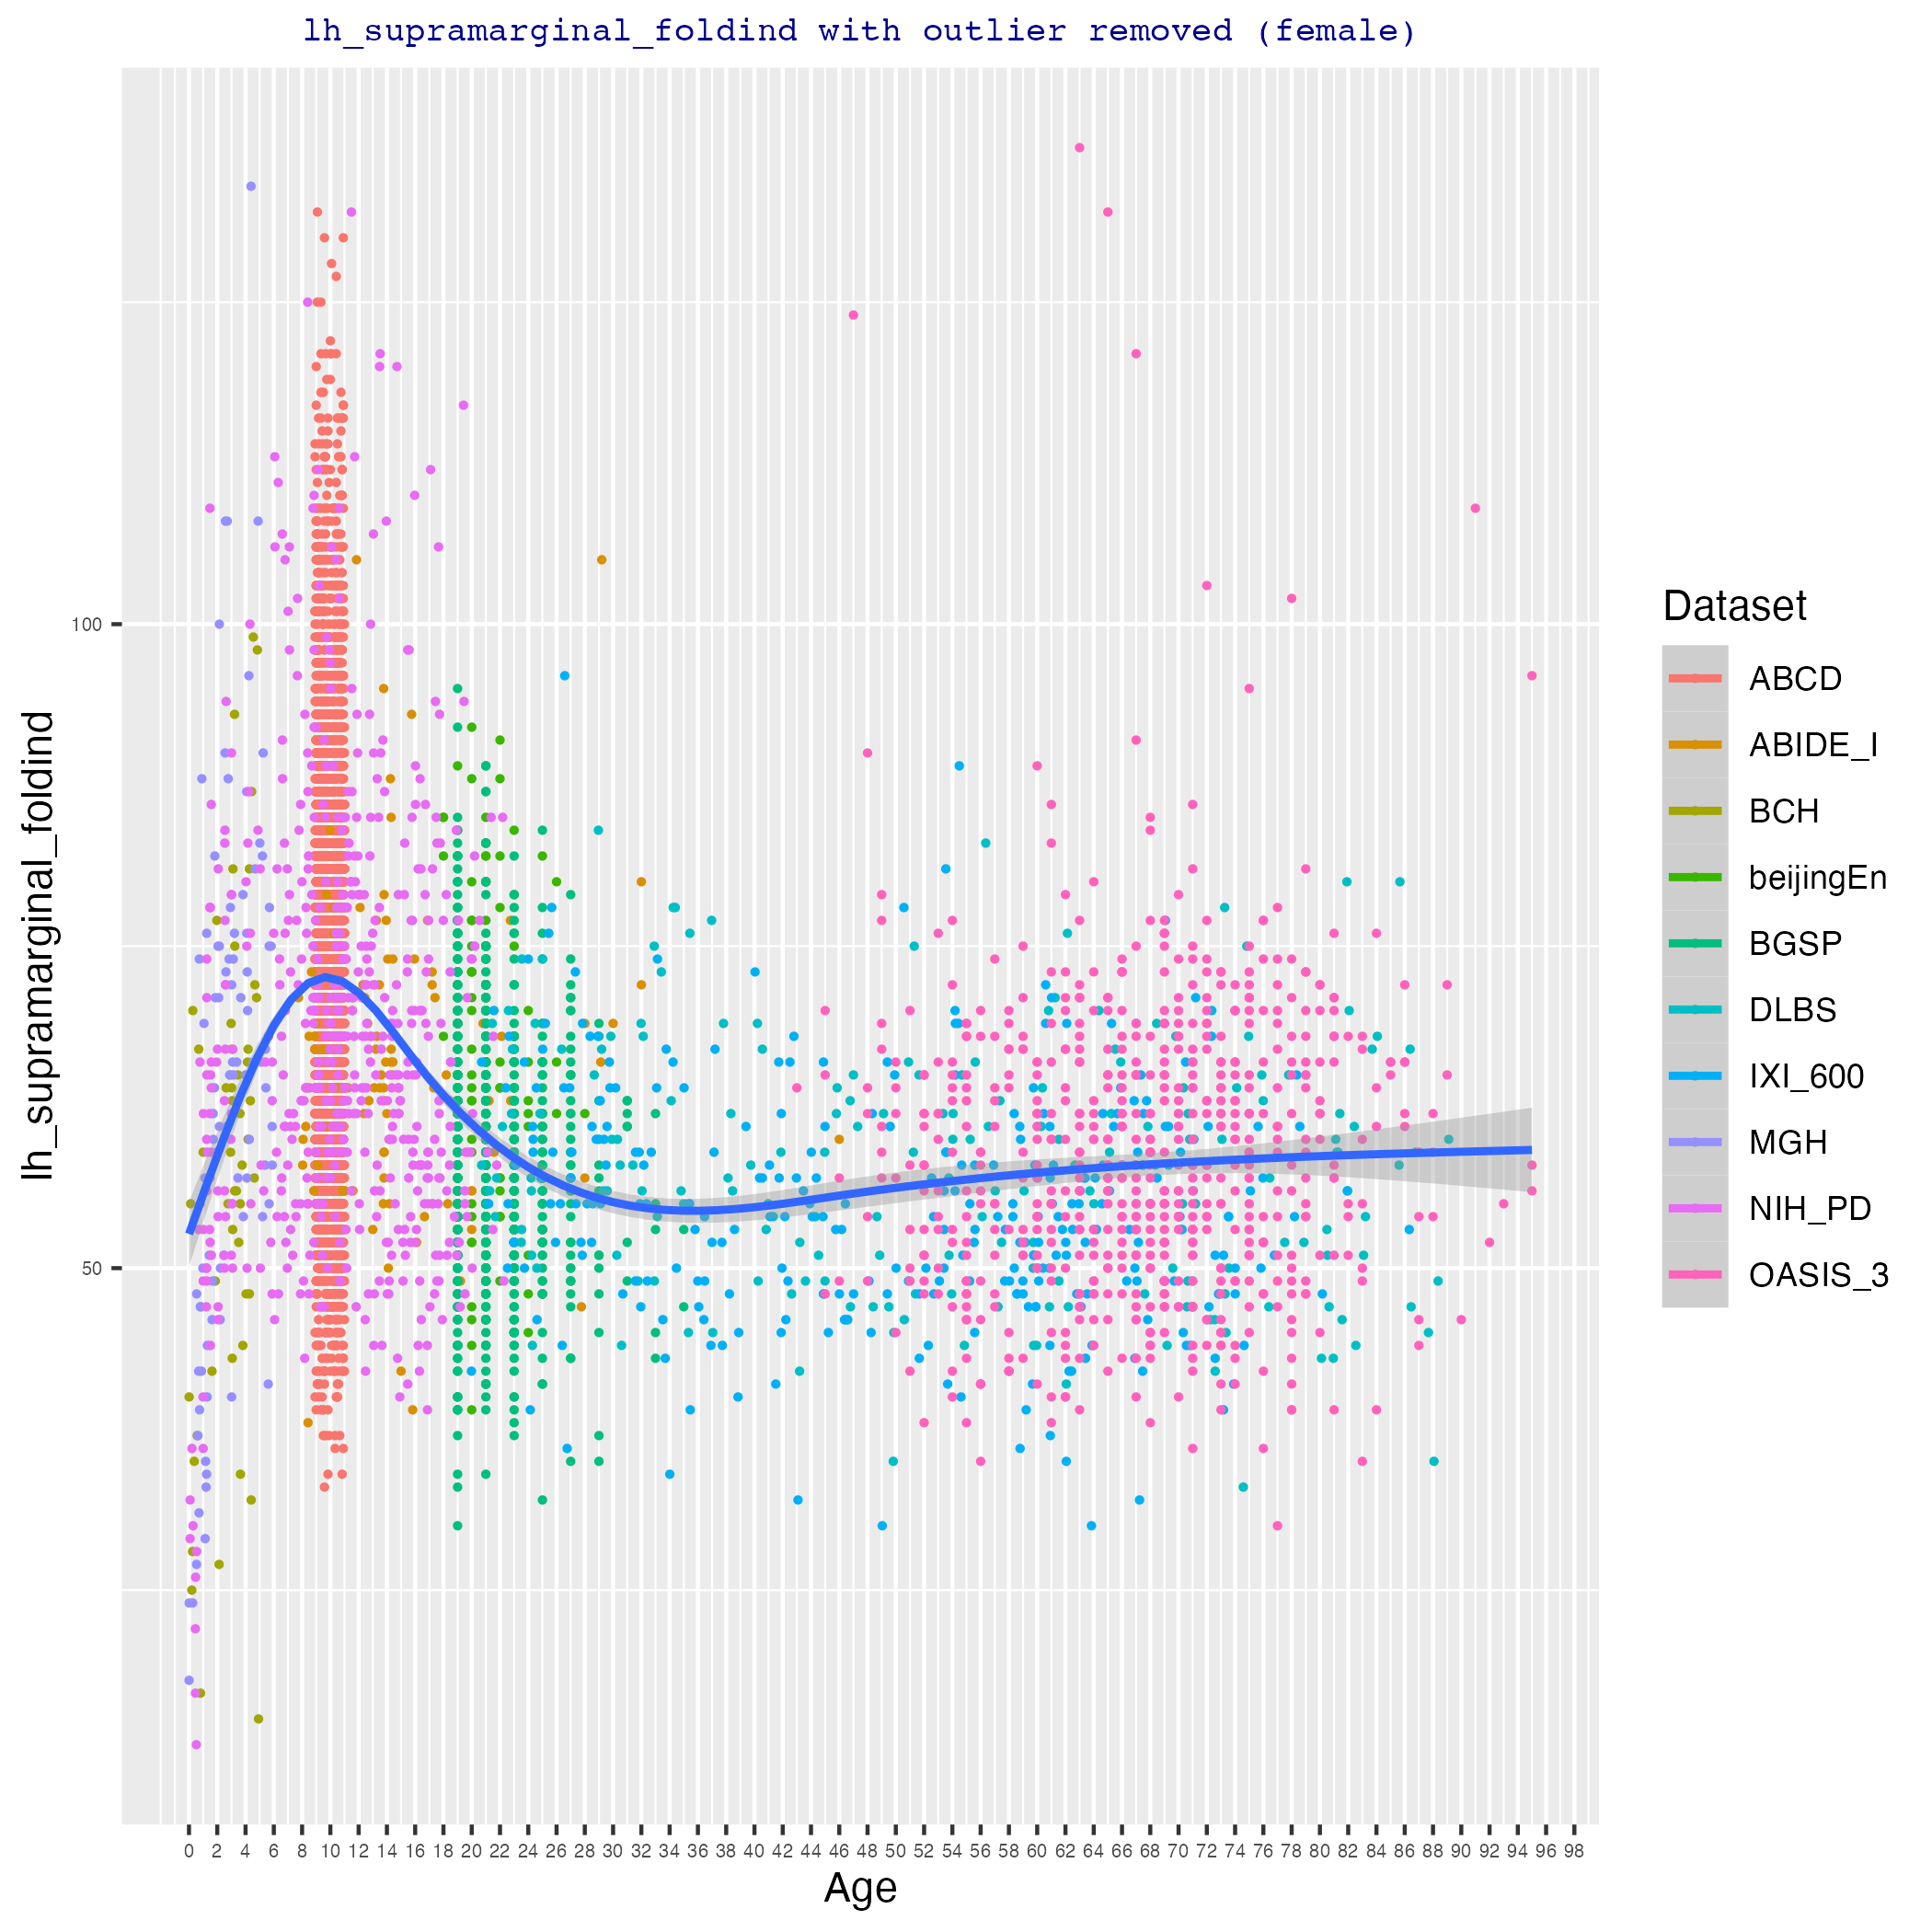 lh_supramarginal_foldind with outlier removed (female)
lh_supramarginal_foldind
100
50
0 2 4 6 8 10 12 14 16 18 20 22 24 26 28 30 32 34 36 38 40 42 44 46 48 50 52 54 56 58 60 62 64 66 68 70 72 74 76 78 80 82 84 86 88 90 92 94 96 98
Age
Dataset
ABCD
ABIDE_I
BCH
beijingEn
BGSP
DLBS
IXI_600
MGH
NIH_PD
OASIS_3